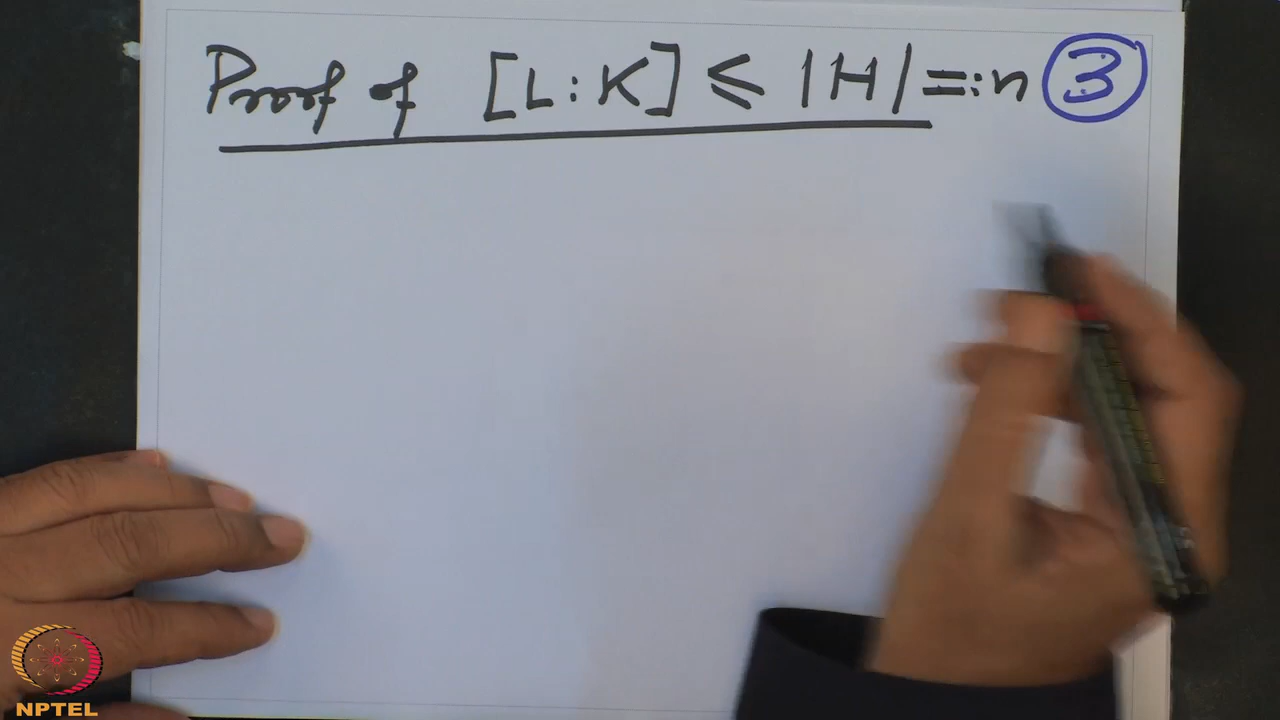 Proof of [L:K] ≤ |H| =: n ③
NPTEL